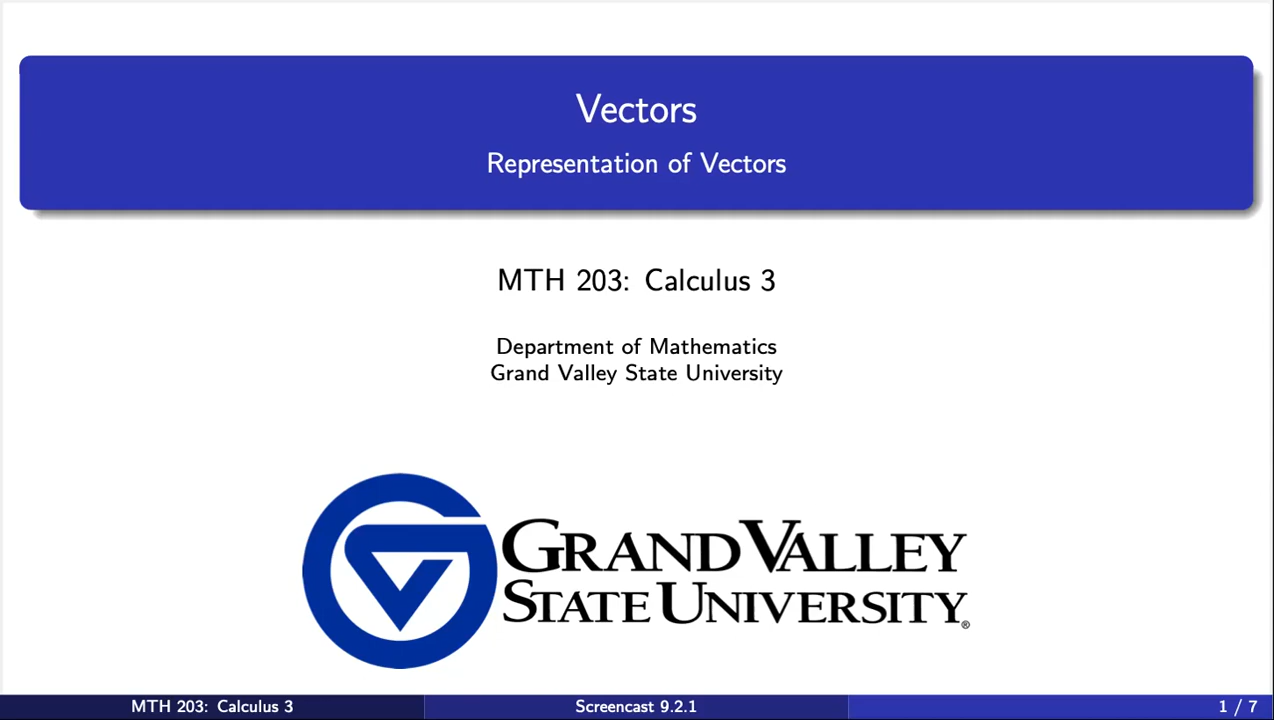 Vectors
Representation of Vectors
MTH 203: Calculus 3
Department of Mathematics
Grand Valley State University
GRAND VALLEY
STATE UNIVERSITY®
MTH 203: Calculus 3
Screencast 9.2.1
1 / 7